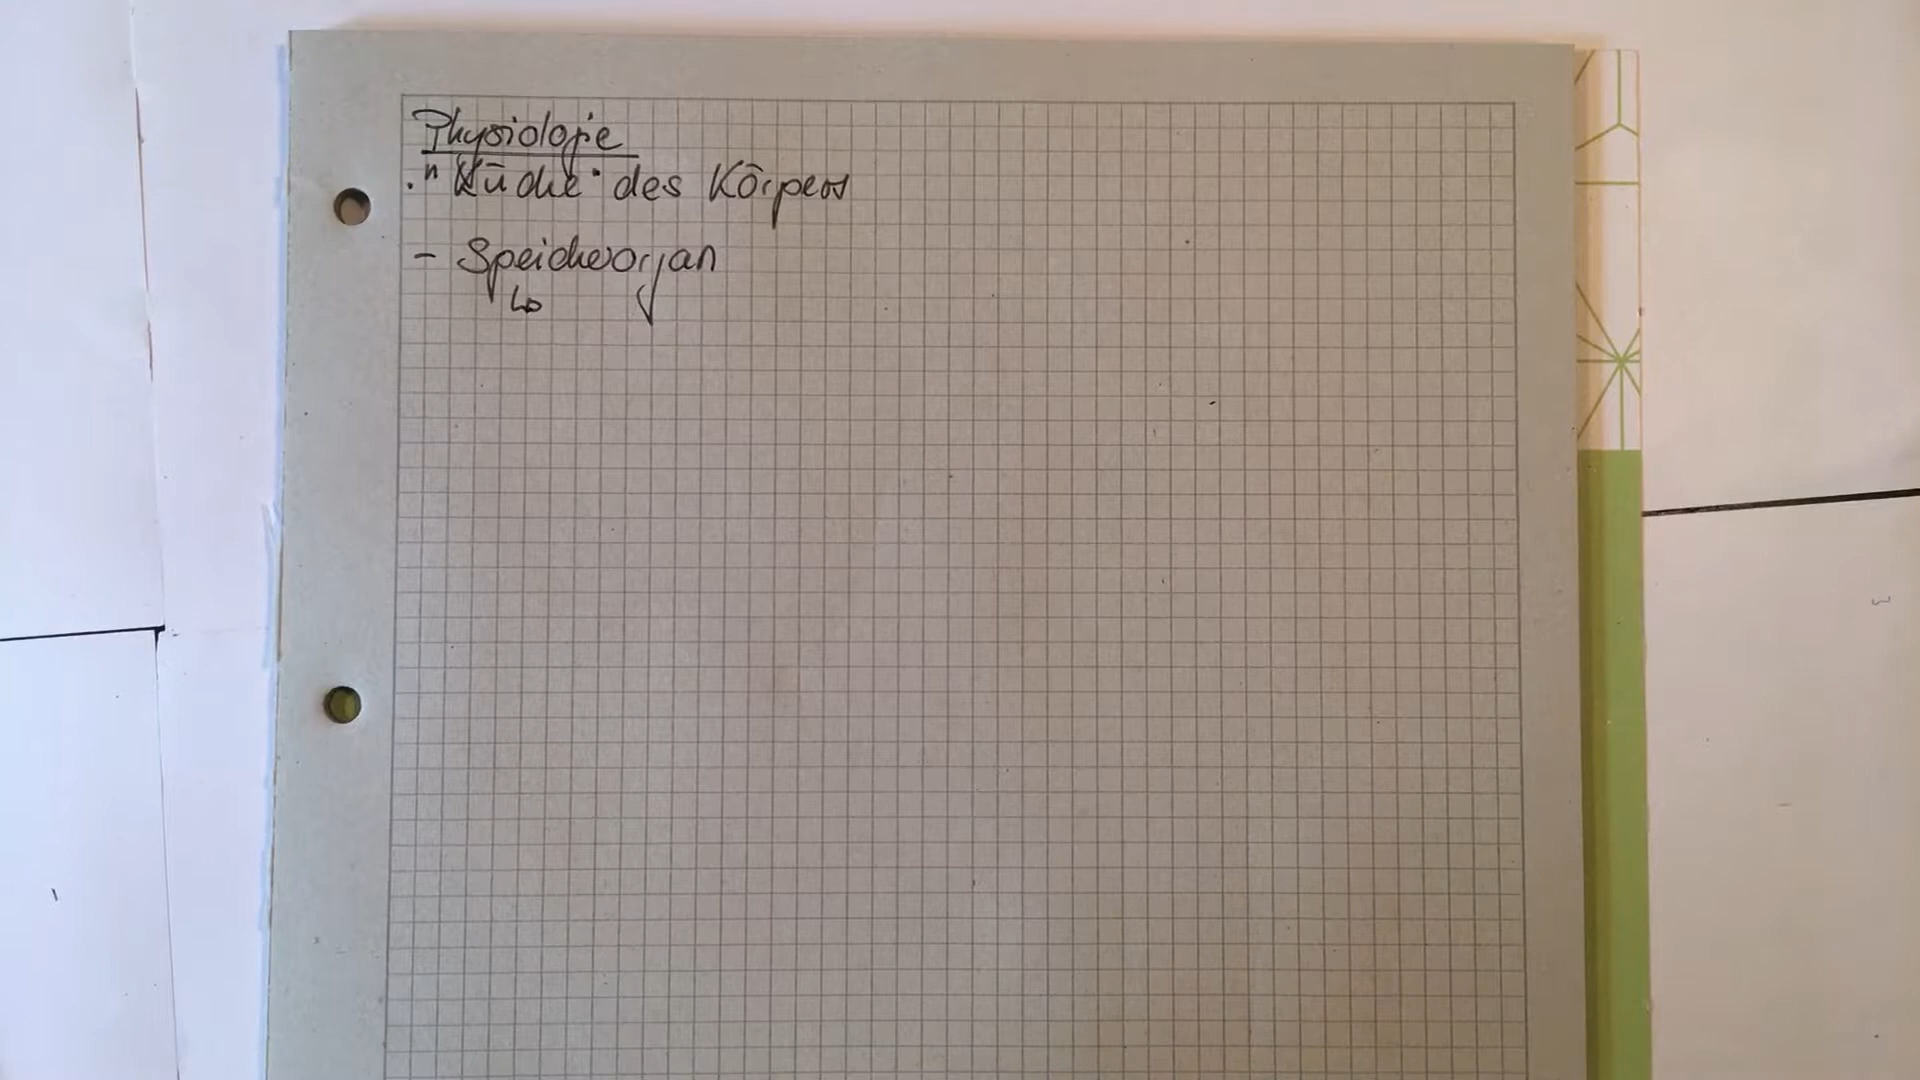 Physiologie
· "Küche" des Körpers
- Speicherorgan
↳